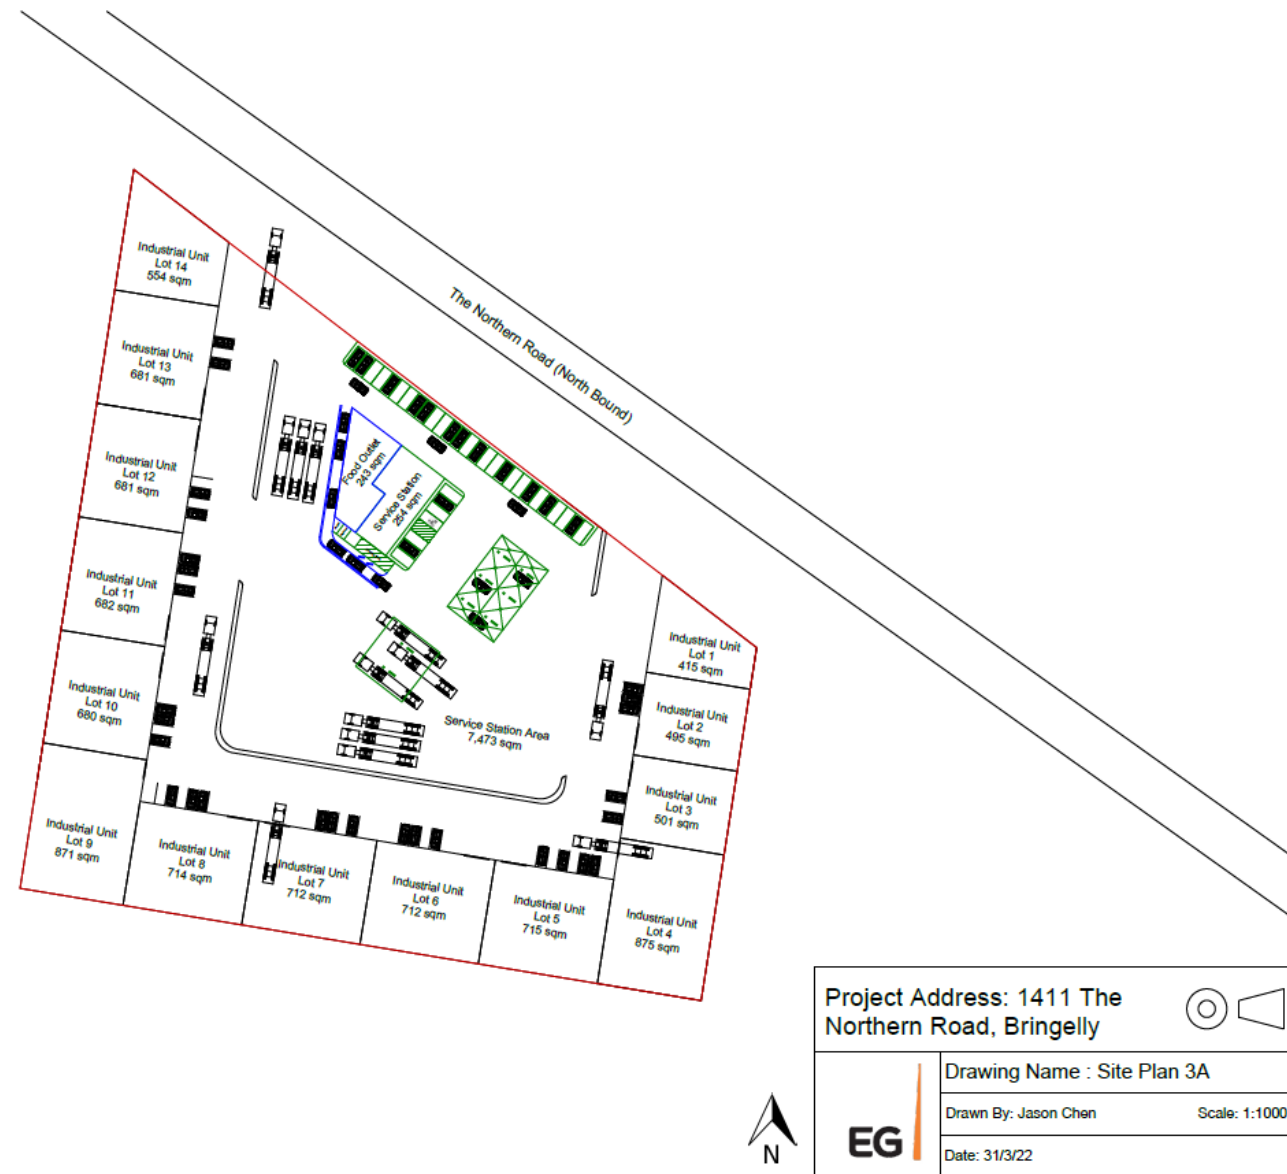 Industrial Unit
Lot 14
554 sqm
Industrial Unit
Lot 13
681 sqm
Industrial Unit
Lot 12
681 sqm
Industrial Unit
Lot 11
682 sqm
Industrial Unit
Lot 10
680 sqm
Industrial Unit
Lot 9
871 sqm
Industrial Unit
Lot 8
714 sqm
Industrial Unit
Lot 7
712 sqm
Industrial Unit
Lot 6
712 sqm
Industrial Unit
Lot 5
715 sqm
Industrial Unit
Lot 4
875 sqm
Industrial Unit
Lot 3
501 sqm
Industrial Unit
Lot 2
495 sqm
Industrial Unit
Lot 1
415 sqm
The Northern Road (North Bound)
Food Outlet
243 sqm
Service Station
254 sqm
Service Station Area
7,473 sqm
Project Address: 1411 The
Northern Road, Bringelly
Drawing Name : Site Plan 3A
Drawn By: Jason Chen
Scale: 1:1000
Date: 31/3/22
EG
N